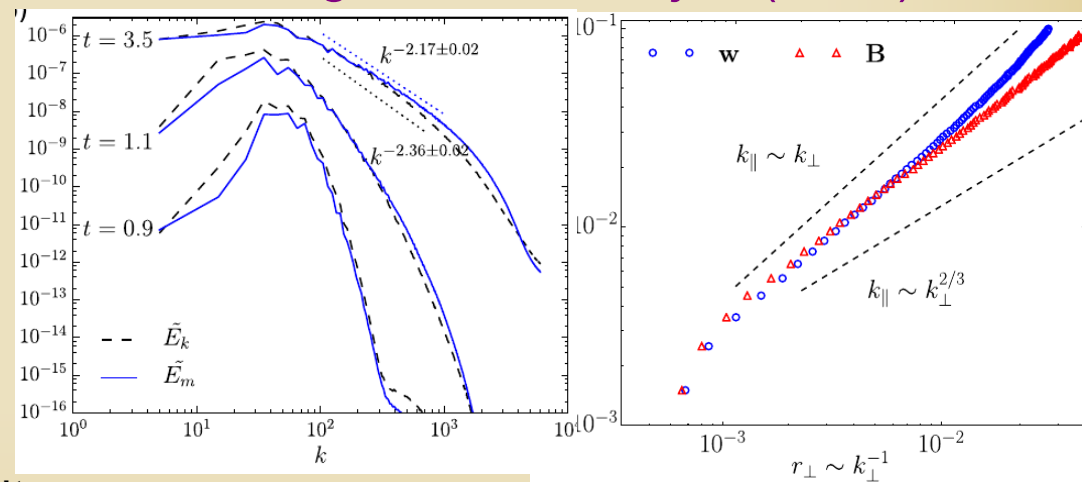 10^{-6}
10^{-7}
10^{-8}
10^{-9}
10^{-10}
10^{-11}
10^{-12}
10^{-13}
10^{-14}
10^{-15}
10^{-16}
t = 3.5
t = 1.1
t = 0.9
k^{-2.17±0.02}
k^{-2.36±0.02}
Ẽ_k
Ẽ_m
10^0 10^1 10^2 10^3
k
10^{-1}
10^{-2}
10^{-3}
w B
k_∥ ∼ k_⊥
k_∥ ∼ k_⊥^{2/3}
10^{-3} 10^{-2}
r_⊥ ∼ k_⊥^{-1}